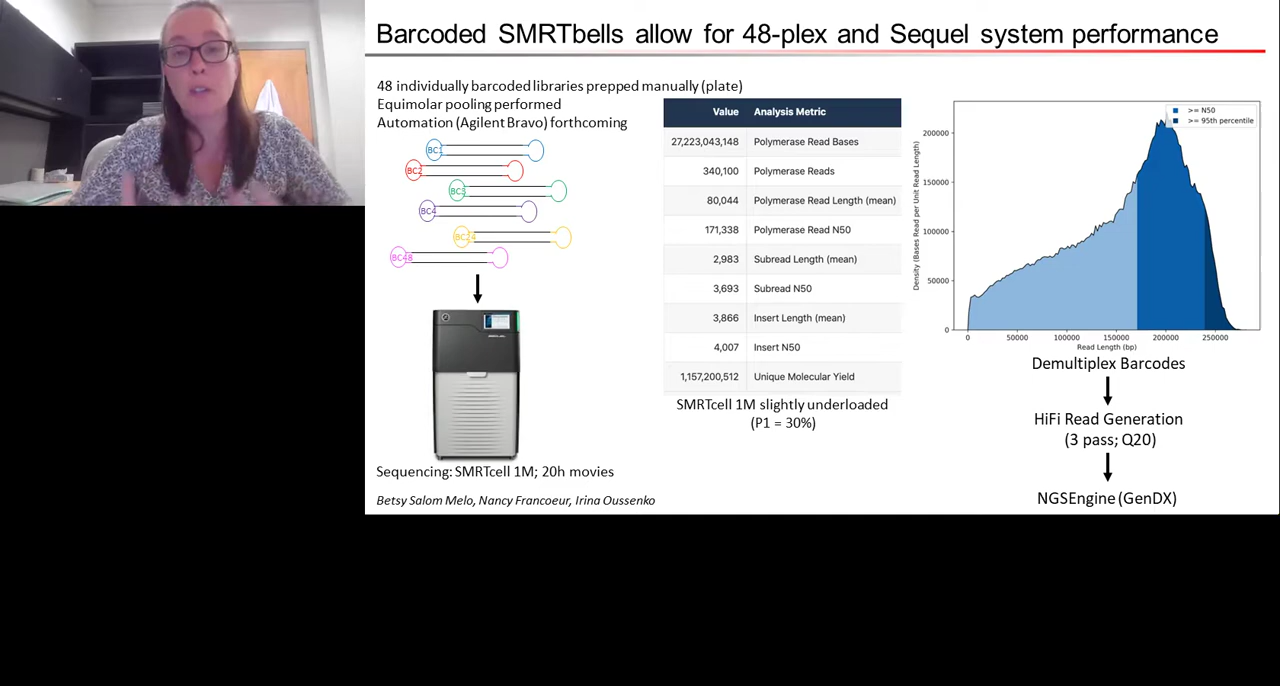 Barcoded SMRTbells allow for 48-plex and Sequel system performance
48 individually barcoded libraries prepped manually (plate)
Equimolar pooling performed
Automation (Agilent Bravo) forthcoming
BC1
BC2
BC3
BC4
BC24
BC48
Sequencing: SMRTcell 1M; 20h movies
Betsy Salom Melo, Nancy Francoeur, Irina Oussenko
Value Analysis Metric
27,223,043,148 Polymerase Read Bases
340,100 Polymerase Reads
80,044 Polymerase Read Length (mean)
171,338 Polymerase Read N50
2,983 Subread Length (mean)
3,693 Subread N50
3,866 Insert Length (mean)
4,007 Insert N50
1,157,200,512 Unique Molecular Yield
SMRTcell 1M slightly underloaded
(P1 = 30%)
>= N50
>= 95th percentile
Density (Bases Read per Unit Read Length)
200000
150000
100000
50000
0
0 50000 100000 150000 200000 250000
Read Length (bp)
Demultiplex Barcodes
HiFi Read Generation
(3 pass; Q20)
NGSEngine (GenDX)